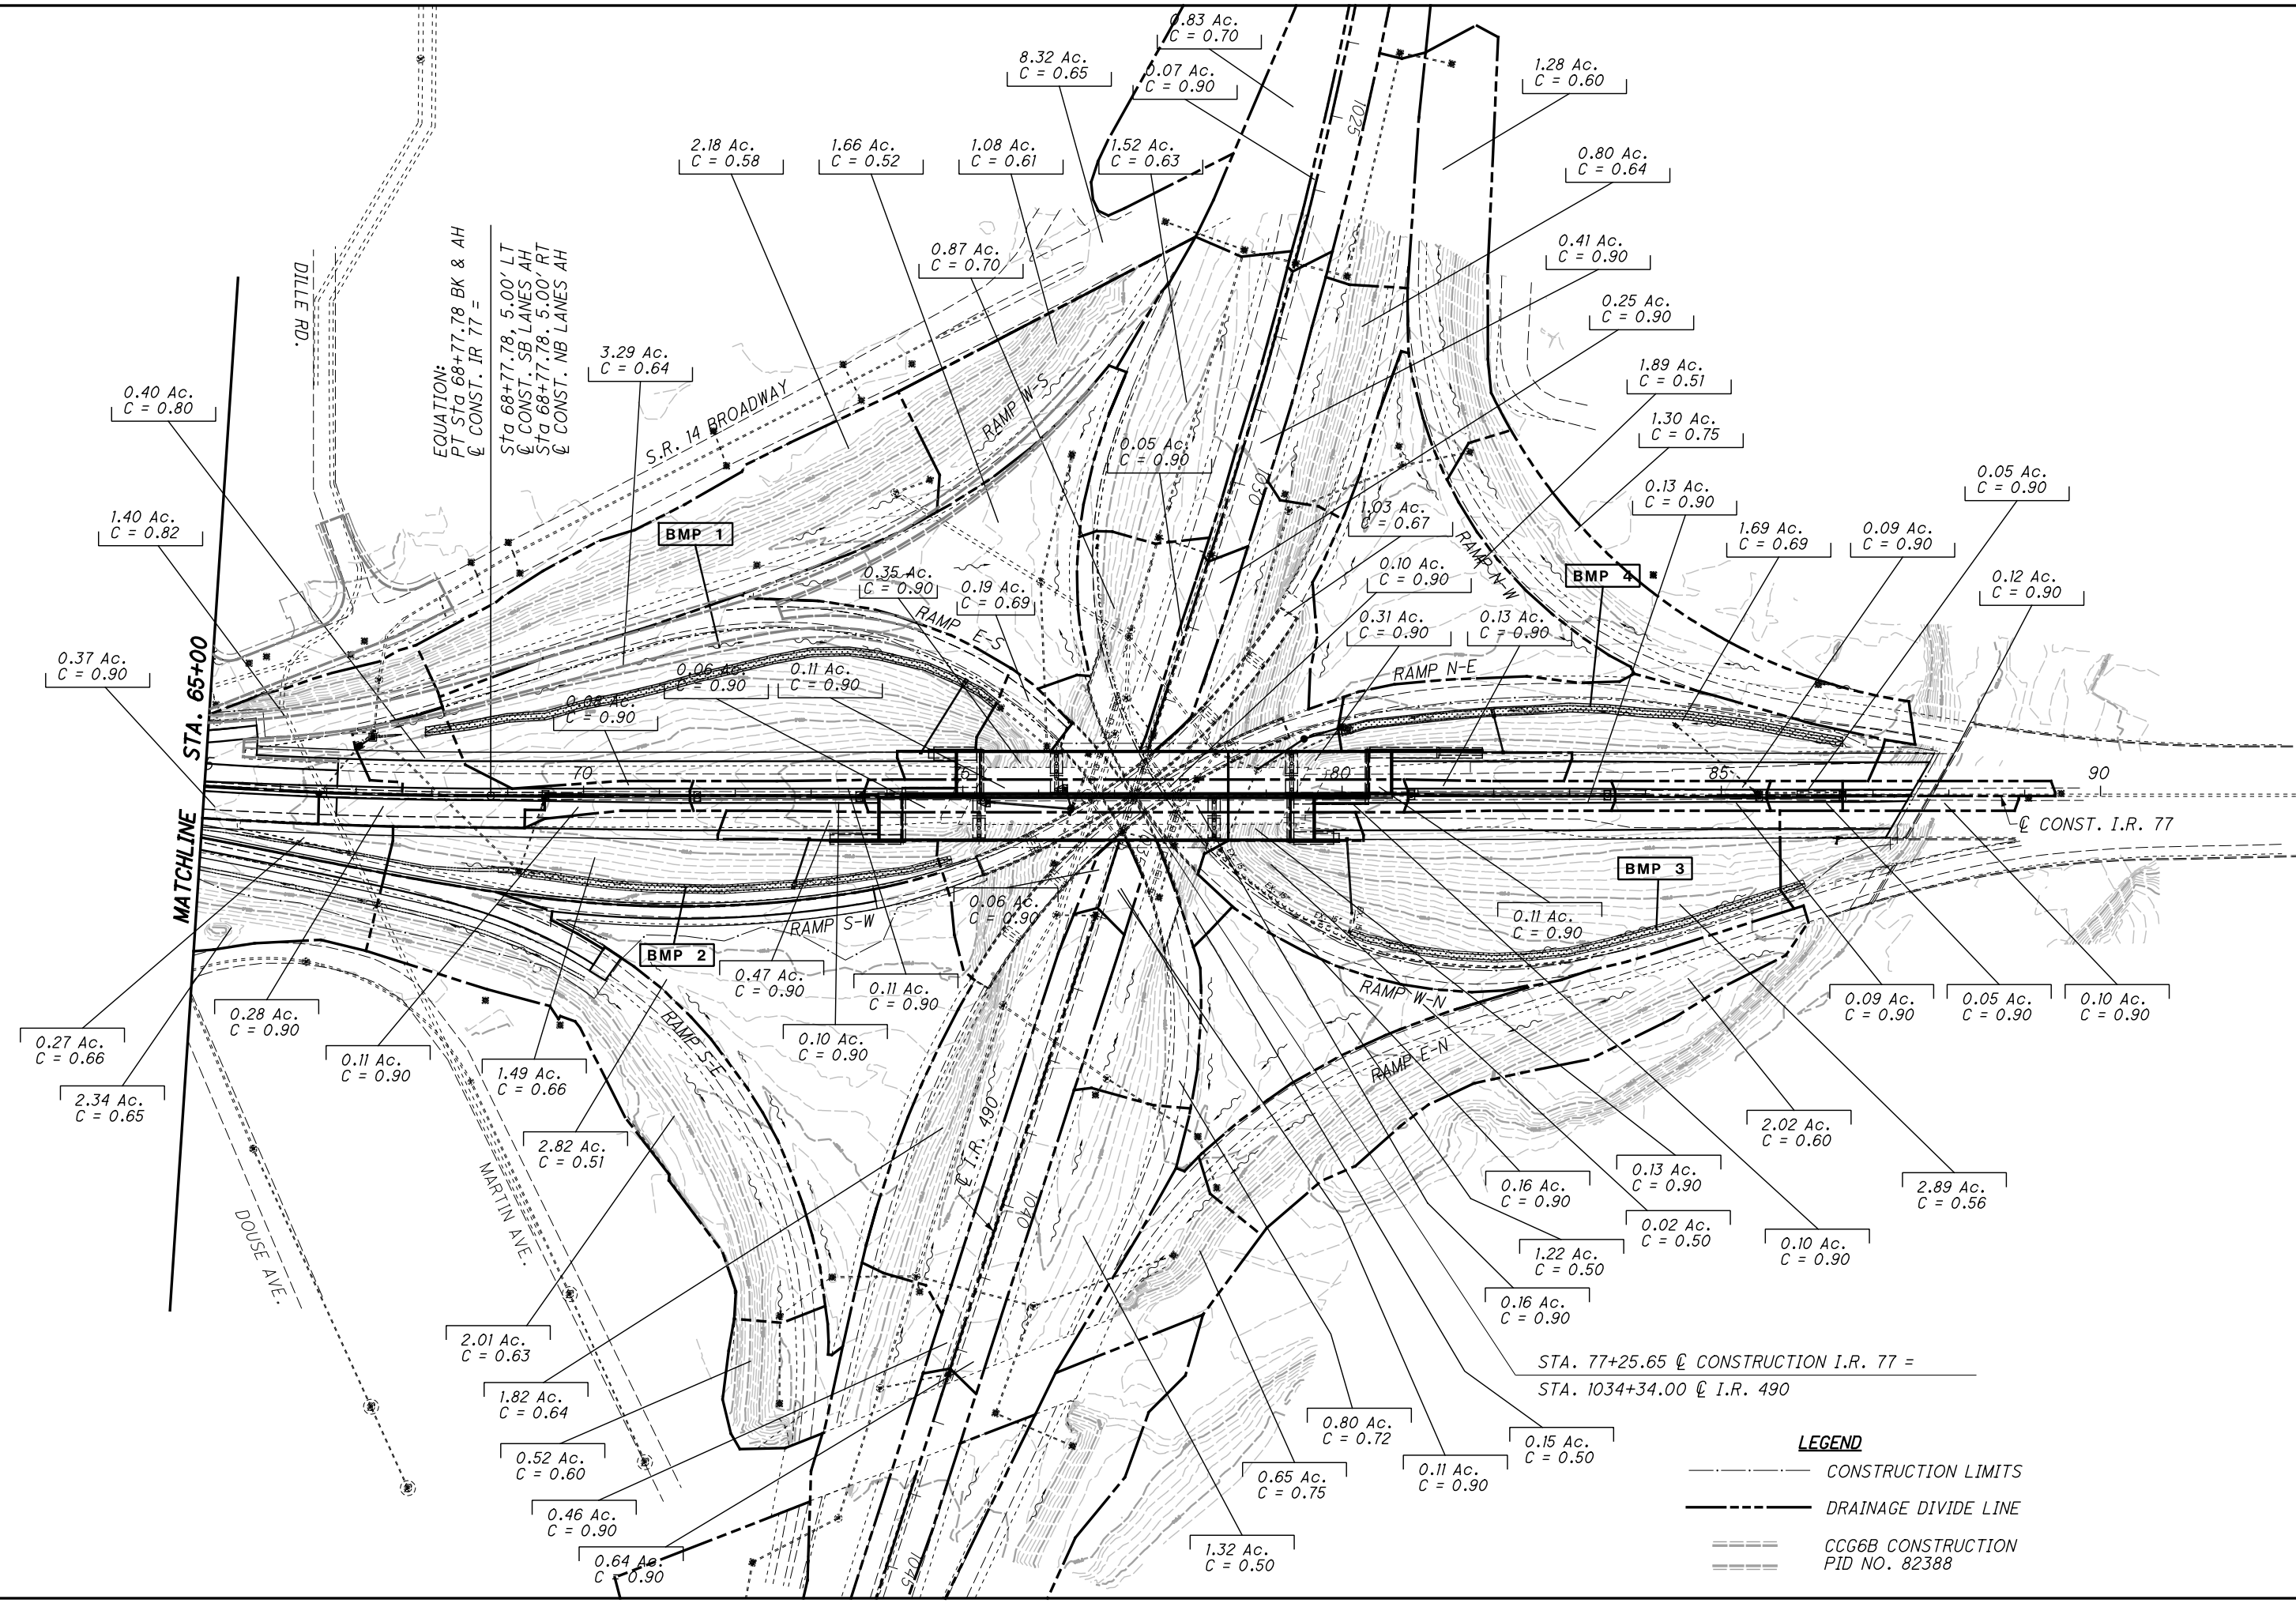 0.83 Ac.
C = 0.70
8.32 Ac.
C = 0.65
0.07 Ac.
C = 0.90
1.28 Ac.
C = 0.60
2.18 Ac.
C = 0.58
1.66 Ac.
C = 0.52
1.08 Ac.
C = 0.61
1.52 Ac.
C = 0.63
0.80 Ac.
C = 0.64
0.87 Ac.
C = 0.70
0.41 Ac.
C = 0.90
0.25 Ac.
C = 0.90
1025
DILLE RD.
EQUATION:
PT Sta 68+77.78 BK & AH
℄ CONST. IR 77 =
Sta 68+77.78, 5.00' LT
℄ CONST. SB LANES AH
Sta 68+77.78. 5.00' RT
℄ CONST. NB LANES AH
3.29 Ac.
C = 0.64
S.R. 14 BROADWAY
RAMP W-S
0.40 Ac.
C = 0.80
1.89 Ac.
C = 0.51
1.30 Ac.
C = 0.75
0.05 Ac.
C = 0.90
1030
0.13 Ac.
C = 0.90
0.05 Ac.
C = 0.90
1.40 Ac.
C = 0.82
BMP 1
1.03 Ac.
C = 0.67
1.69 Ac.
C = 0.69
0.09 Ac.
C = 0.90
RAMP N-W
BMP 4
0.35 Ac.
C = 0.90
0.19 Ac.
C = 0.69
0.10 Ac.
C = 0.90
0.12 Ac.
C = 0.90
RAMP E-S
0.31 Ac.
C = 0.90
0.13 Ac.
C = 0.90
0.37 Ac.
C = 0.90
0.06 Ac.
C = 0.90
0.11 Ac.
C = 0.90
RAMP N-E
0.08 Ac.
C = 0.90
MATCHLINE STA. 65+00
70
80
85
90
℄ CONST. I.R. 77
BMP 3
0.06 Ac.
C = 0.90
0.11 Ac.
C = 0.90
RAMP S-W
BMP 2
0.47 Ac.
C = 0.90
0.11 Ac.
C = 0.90
RAMP W-N
0.09 Ac.
C = 0.90
0.05 Ac.
C = 0.90
0.10 Ac.
C = 0.90
0.28 Ac.
C = 0.90
0.27 Ac.
C = 0.66
0.11 Ac.
C = 0.90
0.10 Ac.
C = 0.90
RAMP S-E
1.49 Ac.
C = 0.66
RAMP E-N
2.34 Ac.
C = 0.65
2.82 Ac.
C = 0.51
℄ I.R. 490
2.02 Ac.
C = 0.60
MARTIN AVE.
DOUSE AVE.
1040
0.16 Ac.
C = 0.90
0.13 Ac.
C = 0.90
2.89 Ac.
C = 0.56
0.02 Ac.
C = 0.50
1.22 Ac.
C = 0.50
0.10 Ac.
C = 0.90
0.16 Ac.
C = 0.90
2.01 Ac.
C = 0.63
STA. 77+25.65 ℄ CONSTRUCTION I.R. 77 =
STA. 1034+34.00 ℄ I.R. 490
1.82 Ac.
C = 0.64
0.80 Ac.
C = 0.72
0.15 Ac.
C = 0.50
0.52 Ac.
C = 0.60
0.65 Ac.
C = 0.75
0.11 Ac.
C = 0.90
0.46 Ac.
C = 0.90
1.32 Ac.
C = 0.50
0.64 Ac.
C = 0.90
1045
LEGEND
CONSTRUCTION LIMITS
DRAINAGE DIVIDE LINE
CCG6B CONSTRUCTION
PID NO. 82388